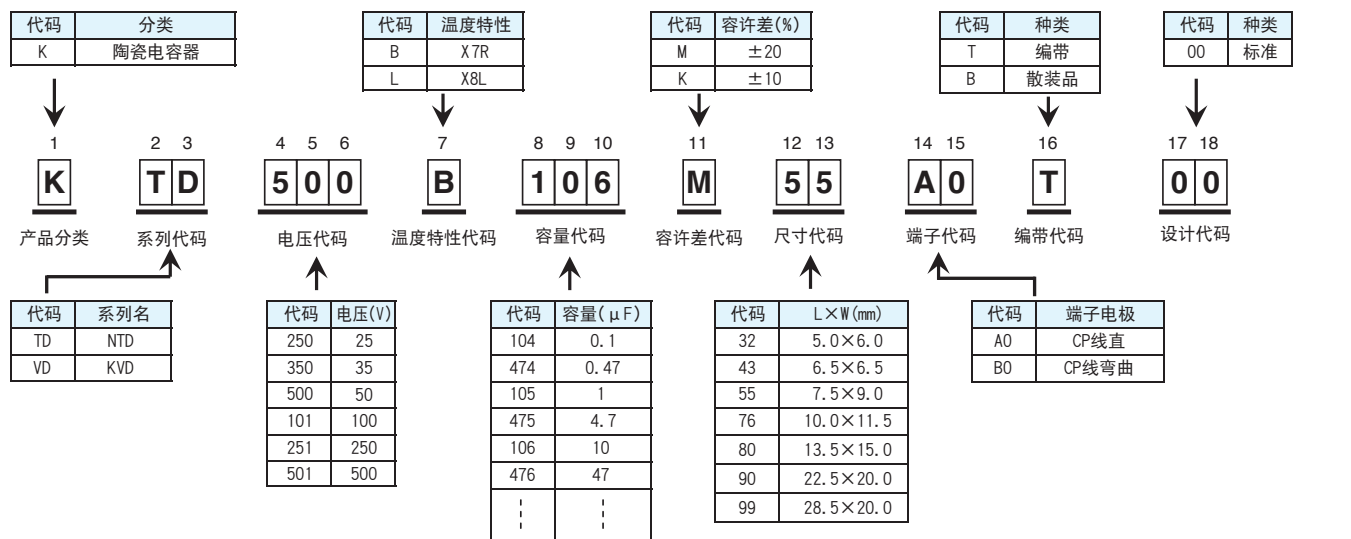 代码 分类
K 陶瓷电容器
代码 温度特性
B X7R
L X8L
代码 容许差(%)
M ±20
K ±10
代码 种类
T 编带
B 散装品
代码 种类
00 标准
1 2 3 4 5 6 7 8 9 10 11 12 13 14 15 16 17 18
K T D 5 0 0 B 1 0 6 M 5 5 A 0 T 0 0
产品分类 系列代码 电压代码 温度特性代码 容量代码 容许差代码 尺寸代码 端子代码 编带代码 设计代码
代码 系列名
TD NTD
VD KVD
代码 电压(V)
250 25
350 35
500 50
101 100
251 250
501 500
代码 容量(μF)
104 0.1
474 0.47
105 1
475 4.7
106 10
476 47
代码 L×W(mm)
32 5.0×6.0
43 6.5×6.5
55 7.5×9.0
76 10.0×11.5
80 13.5×15.0
90 22.5×20.0
99 28.5×20.0
代码 端子电极
A0 CP线直
B0 CP线弯曲